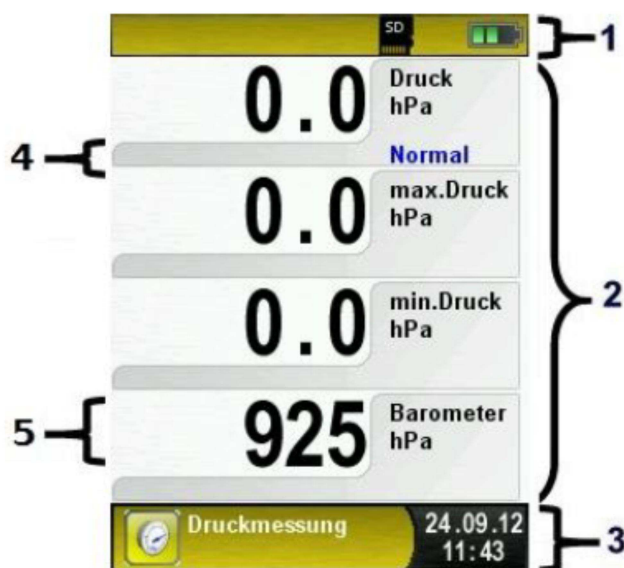 SD
1
0.0
Druck
hPa
Normal
4
0.0
max.Druck
hPa
2
0.0
min.Druck
hPa
5
925
Barometer
hPa
Druckmessung
24.09.12
11:43
3